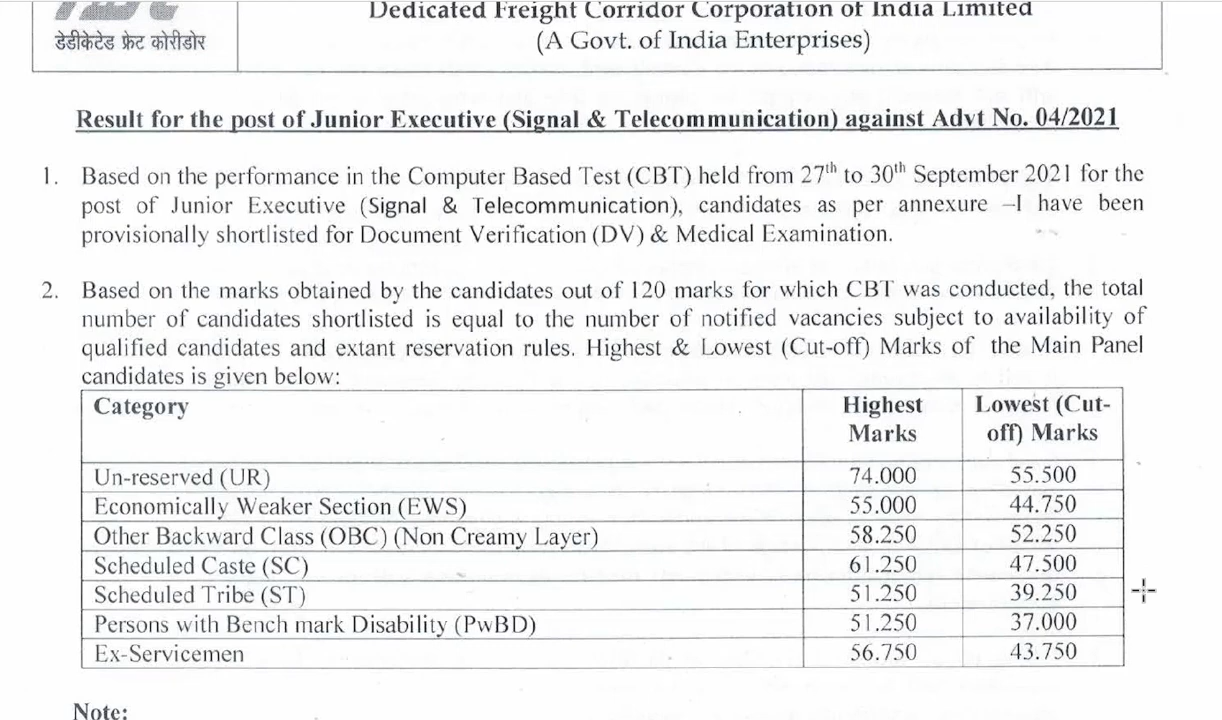 Dedicated Freight Corridor Corporation of India Limited
डेडीकेटेड फ्रेट कोरीडोर
(A Govt. of India Enterprises)
Result for the post of Junior Executive (Signal & Telecommunication) against Advt No. 04/2021
1. Based on the performance in the Computer Based Test (CBT) held from 27th to 30th September 2021 for the
post of Junior Executive (Signal & Telecommunication), candidates as per annexure –I have been
provisionally shortlisted for Document Verification (DV) & Medical Examination.
2. Based on the marks obtained by the candidates out of 120 marks for which CBT was conducted, the total
number of candidates shortlisted is equal to the number of notified vacancies subject to availability of
qualified candidates and extant reservation rules. Highest & Lowest (Cut-off) Marks of the Main Panel
candidates is given below:
Category Highest Lowest (Cut-
Marks off) Marks
Un-reserved (UR) 74.000 55.500
Economically Weaker Section (EWS) 55.000 44.750
Other Backward Class (OBC) (Non Creamy Layer) 58.250 52.250
Scheduled Caste (SC) 61.250 47.500
Scheduled Tribe (ST) 51.250 39.250
Persons with Bench mark Disability (PwBD) 51.250 37.000
Ex-Servicemen 56.750 43.750
Note: